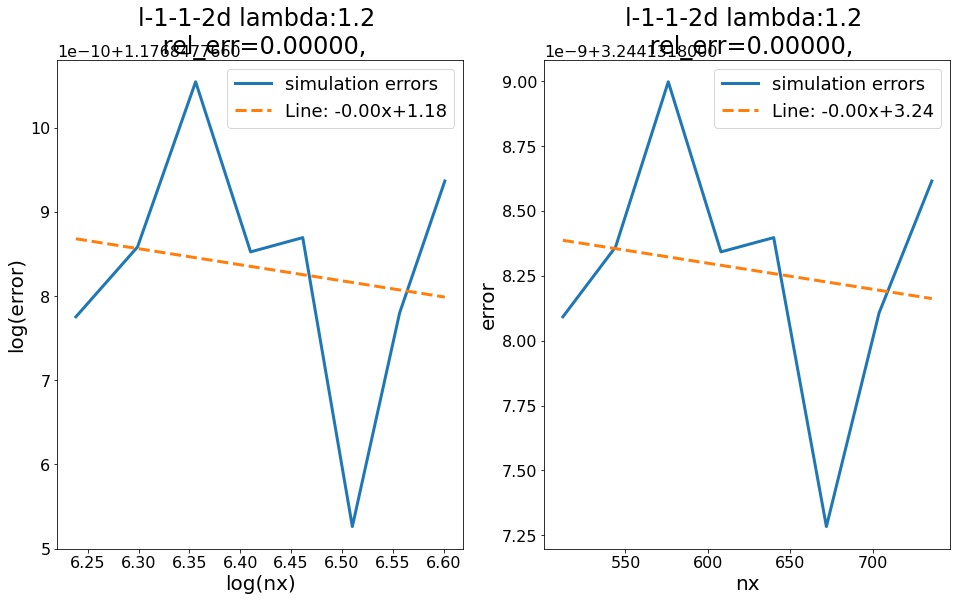 l-1-1-2d lambda:1.2
rel_err=0.00000,
1e−10+1.1768477660
simulation errors
Line: -0.00x+1.18
10
9
8
7
6
5
log(error)
6.25
6.30
6.35
6.40
6.45
6.50
6.55
6.60
log(nx)
l-1-1-2d lambda:1.2
rel_err=0.00000,
1e−9+3.2441318000
simulation errors
Line: -0.00x+3.24
9.00
8.75
8.50
8.25
8.00
7.75
7.50
7.25
error
550
600
650
700
nx